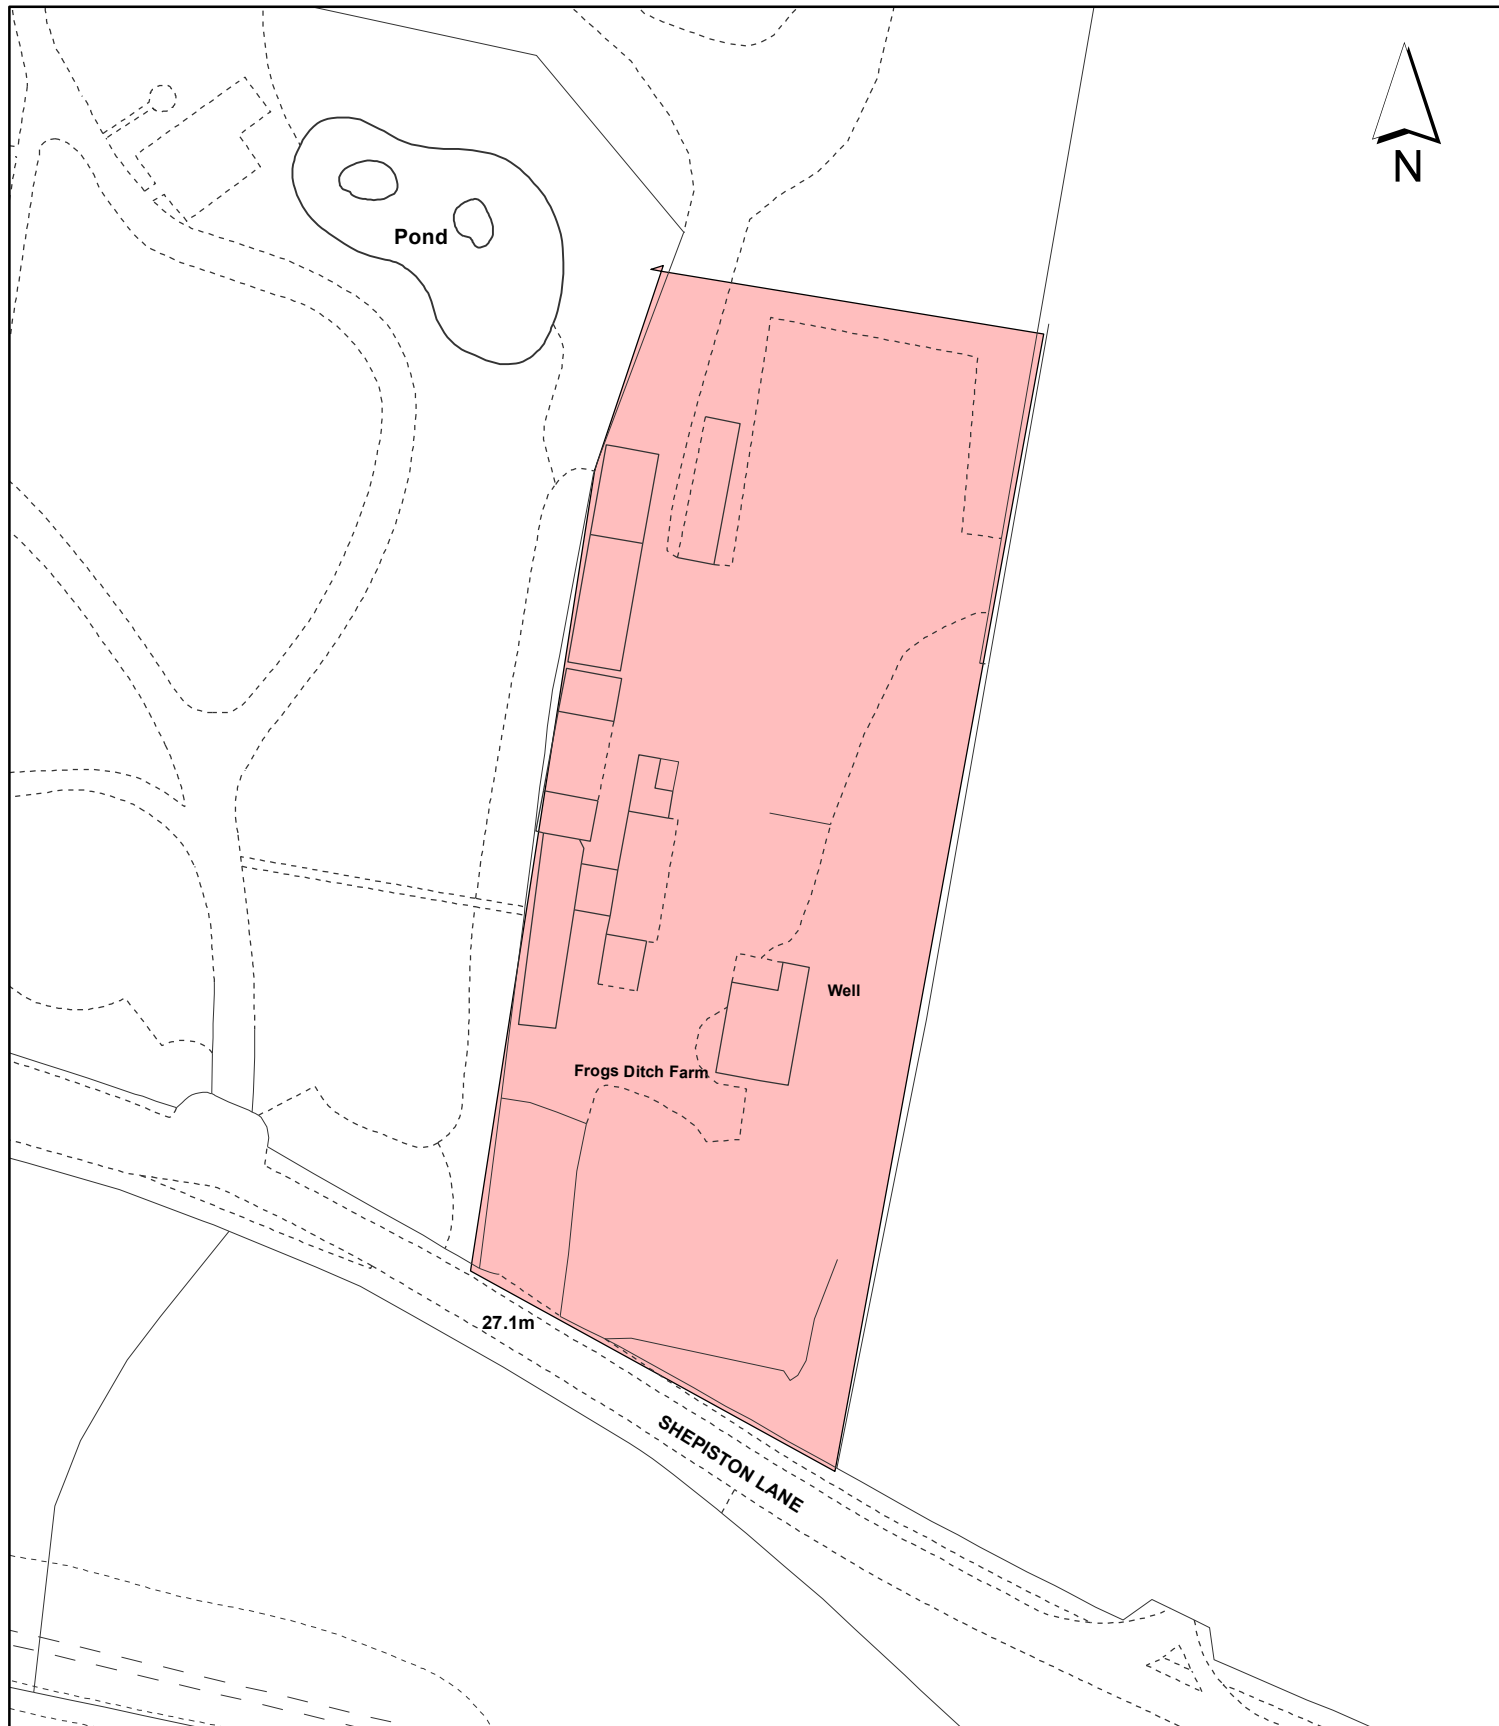 N
Pond
Well
Frogs Ditch Farm
27.1m
SHEPISTON LANE